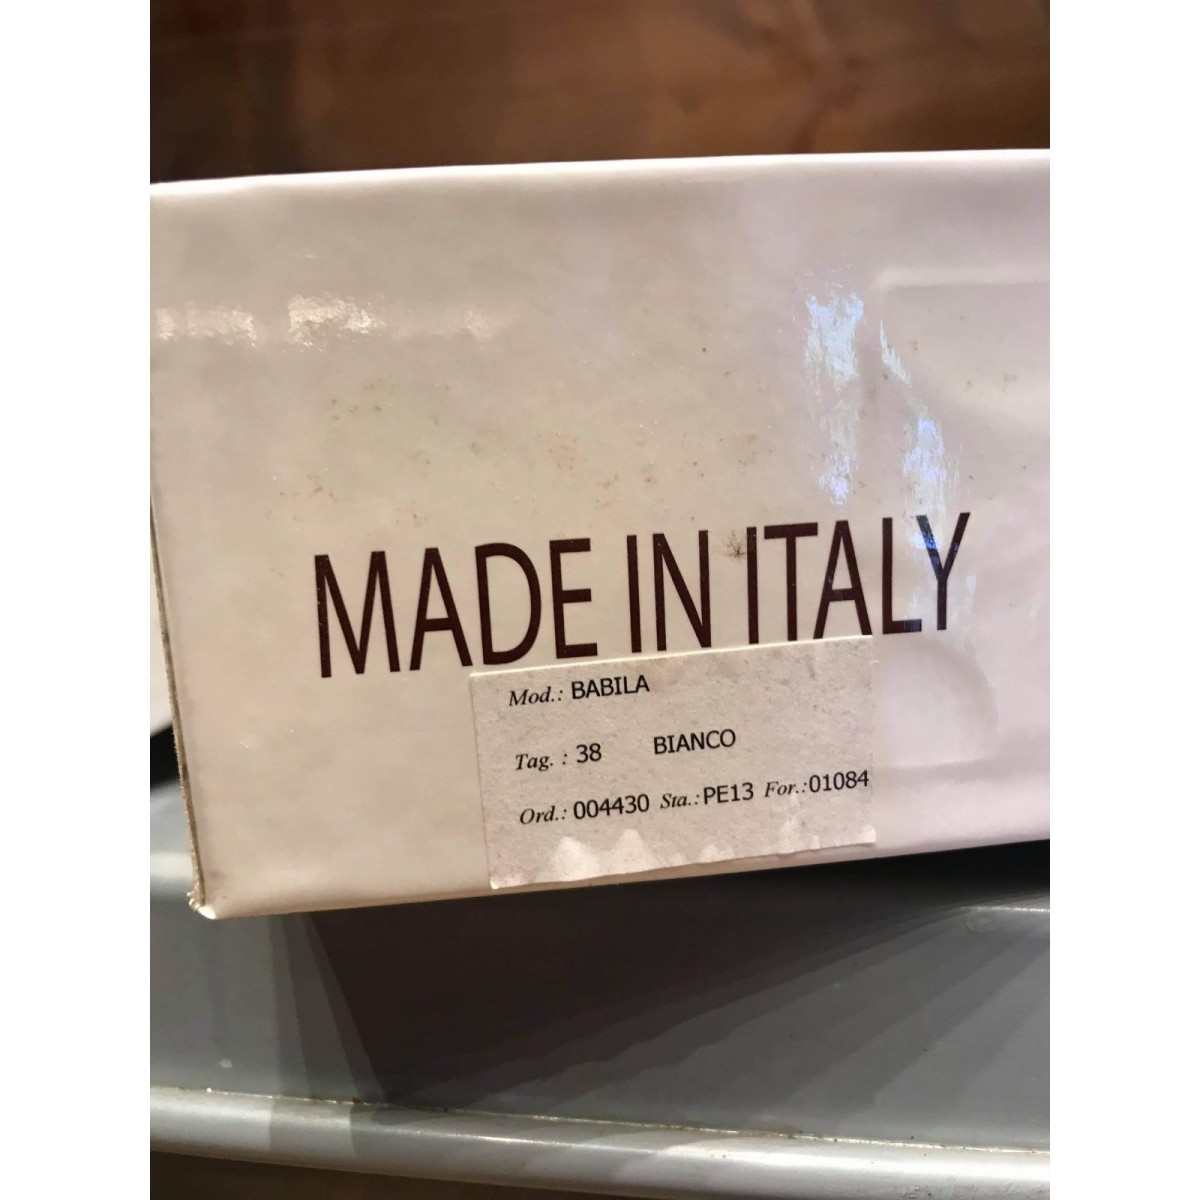 MADE IN ITALY
Mod.: BABILA
Tag. : 38 BIANCO
Ord.: 004430 Sta.: PE13 For.: 01084